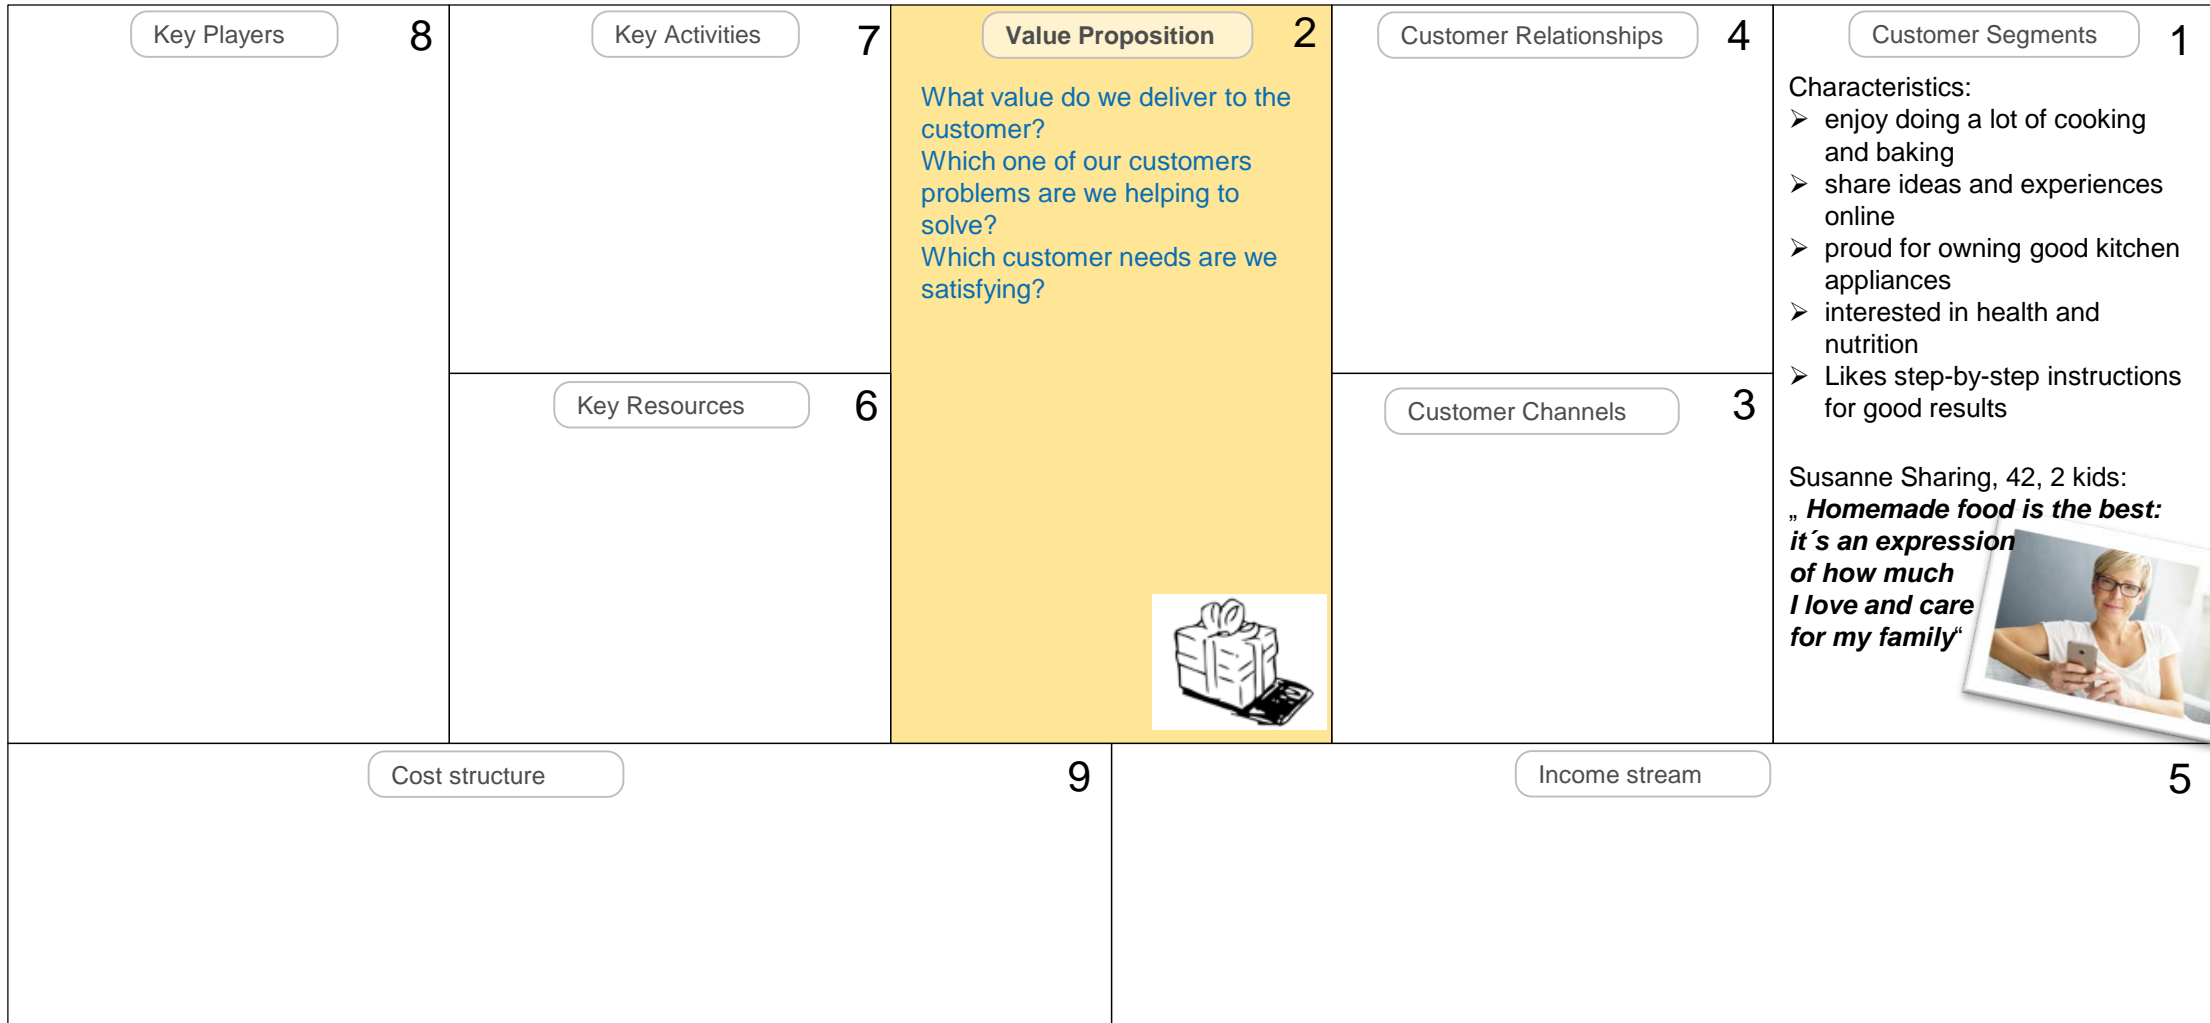 Key Players
8
Key Activities
7
Value Proposition
2
What value do we deliver to the
customer?
Which one of our customers
problems are we helping to
solve?
Which customer needs are we
satisfying?
Customer Relationships
4
Customer Segments
1
Characteristics:
➢ enjoy doing a lot of cooking
and baking
➢ share ideas and experiences
online
➢ proud for owning good kitchen
appliances
➢ interested in health and
nutrition
➢ Likes step-by-step instructions
for good results
Susanne Sharing, 42, 2 kids:
„ Homemade food is the best:
it´s an expression
of how much
I love and care
for my family“
Key Resources
6
Customer Channels
3
Cost structure
9
Income stream
5